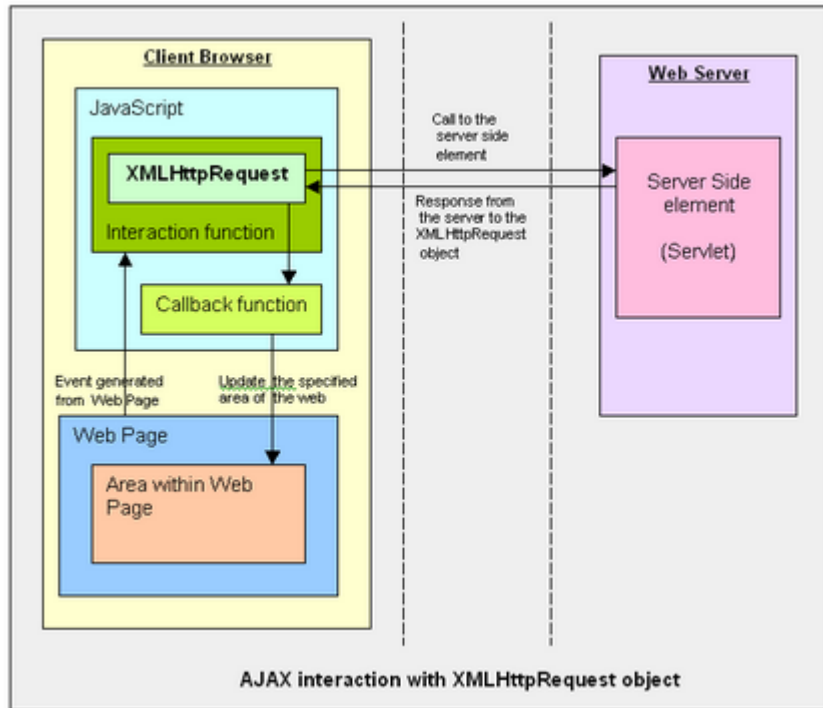 Client Browser
JavaScript
XMLHttpRequest
Interaction function
Callback function
Event generated
from Web Page
Update the specified
area of the web
Web Page
Area within Web
Page
Call to the
server side
element
Response from
the server to the
XMLHttpRequest
object
Web Server
Server Side
element
(Servlet)
AJAX interaction with XMLHttpRequest object